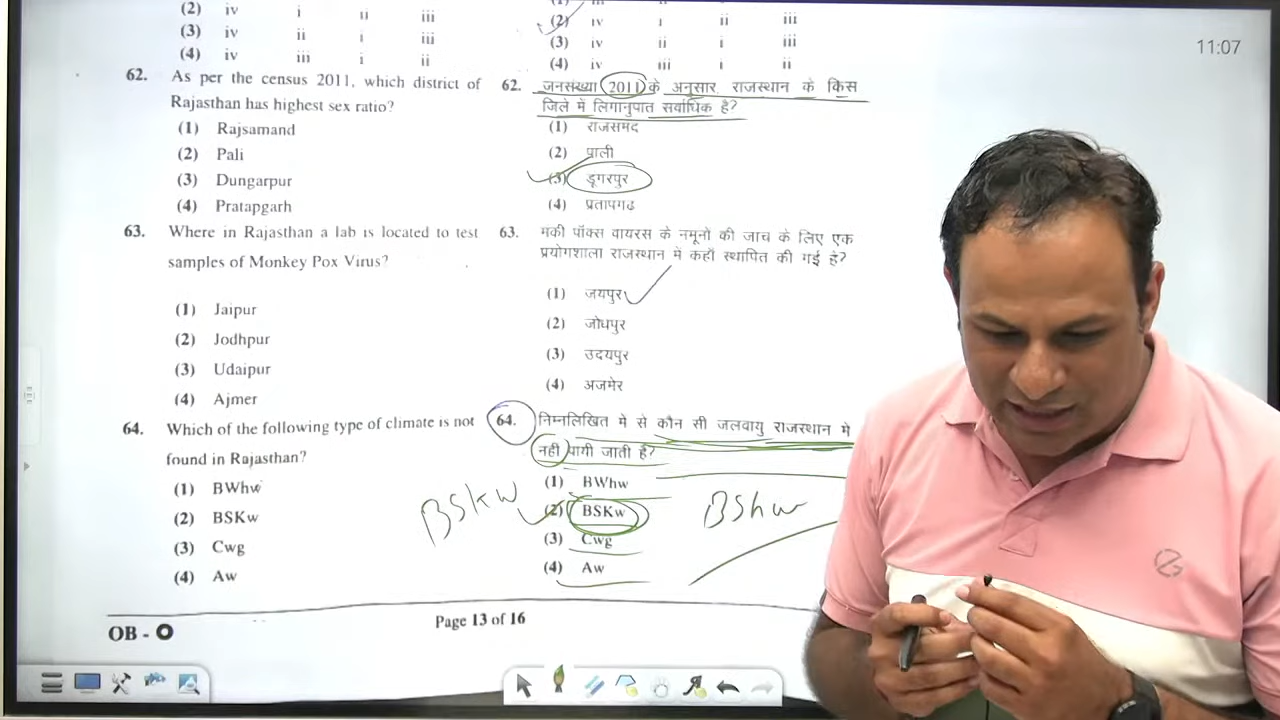 (2) iv i ii iii
(3) iv ii i iii
(4) iv iii i ii
62. As per the census 2011, which district of
Rajasthan has highest sex ratio?
(1) Rajsamand
(2) Pali
(3) Dungarpur
(4) Pratapgarh
63. Where in Rajasthan a lab is located to test
samples of Monkey Pox Virus?
(1) Jaipur
(2) Jodhpur
(3) Udaipur
(4) Ajmer
64. Which of the following type of climate is not
found in Rajasthan?
(1) BWhw
(2) BSKw
(3) Cwg
(4) Aw
(2) iv i ii iii
(3) iv ii i iii
(4) iv iii i ii
62. जनसंख्या 2011 के अनुसार, राजस्थान के किस
जिले में लिंगानुपात सर्वाधिक है?
(1) राजसमंद
(2) पाली
(3) डूंगरपुर
(4) प्रतापगढ़
63. मंकी पॉक्स वायरस के नमूनों की जांच के लिए एक
प्रयोगशाला राजस्थान में कहाँ स्थापित की गई है?
(1) जयपुर
(2) जोधपुर
(3) उदयपुर
(4) अजमेर
64. निम्नलिखित में से कौन सी जलवायु राजस्थान में
नहीं पायी जाती है?
(1) BWhw
(2) BSKw
(3) Cwg
(4) Aw
BSKW
BShw
OB - O
Page 13 of 16
11:07